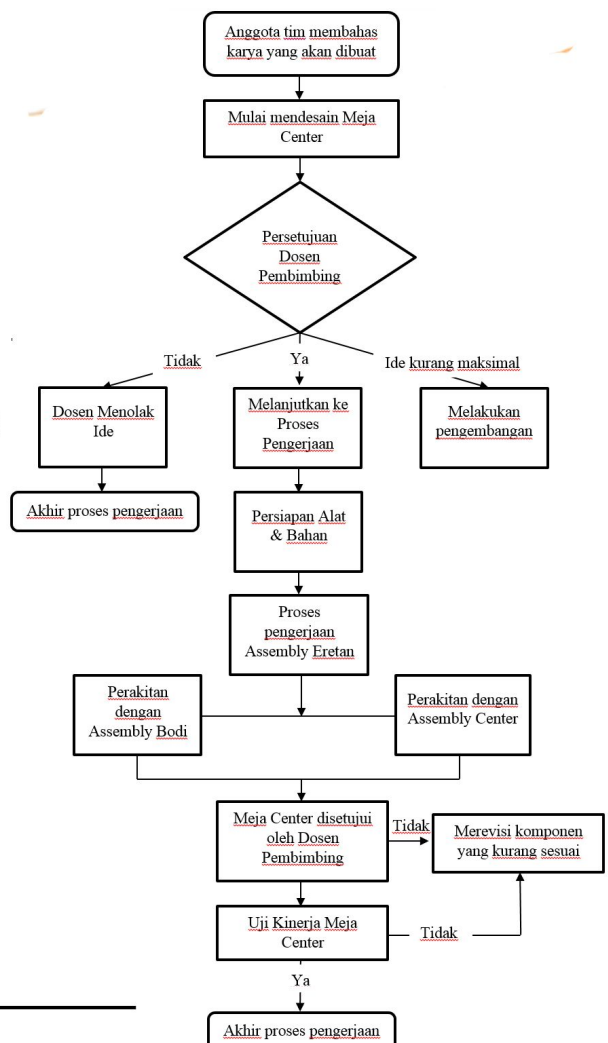 Anggota tim membahas
karya yang akan dibuat
Mulai mendesain Meja
Center
Persetujuan
Dosen
Pembimbing
Tidak
Ya
Ide kurang maksimal
Dosen Menolak
Ide
Melanjutkan ke
Proses
Pengerjaan
Melakukan
pengembangan
Akhir proses pengerjaan
Persiapan Alat
& Bahan
Proses
pengerjaan
Assembly Eretan
Perakitan
dengan
Assembly Bodi
Perakitan dengan
Assembly Center
Meja Center disetujui
oleh Dosen
Pembimbing
Tidak
Merevisi komponen
yang kurang sesuai
Uji Kinerja Meja
Center
Tidak
Ya
Akhir proses pengerjaan